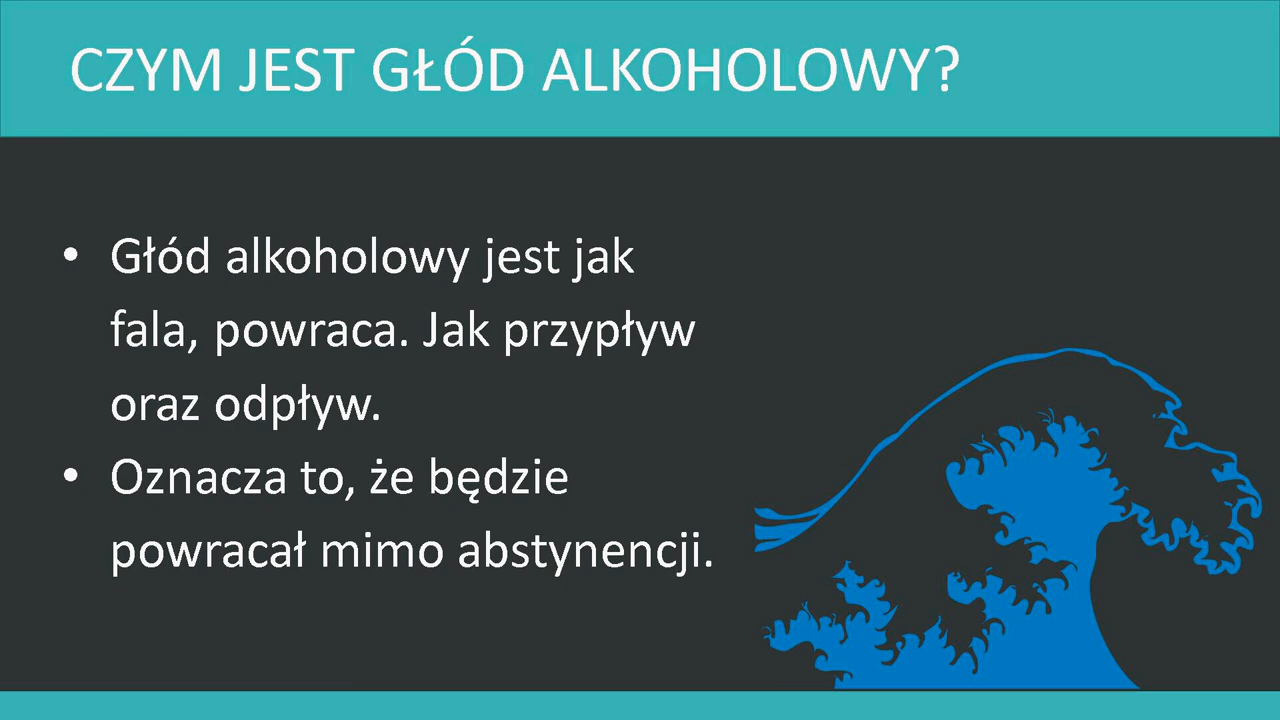 CZYM JEST GŁÓD ALKOHOLOWY?
• Głód alkoholowy jest jak
fala, powraca. Jak przypływ
oraz odpływ.
• Oznacza to, że będzie
powracał mimo abstynencji.